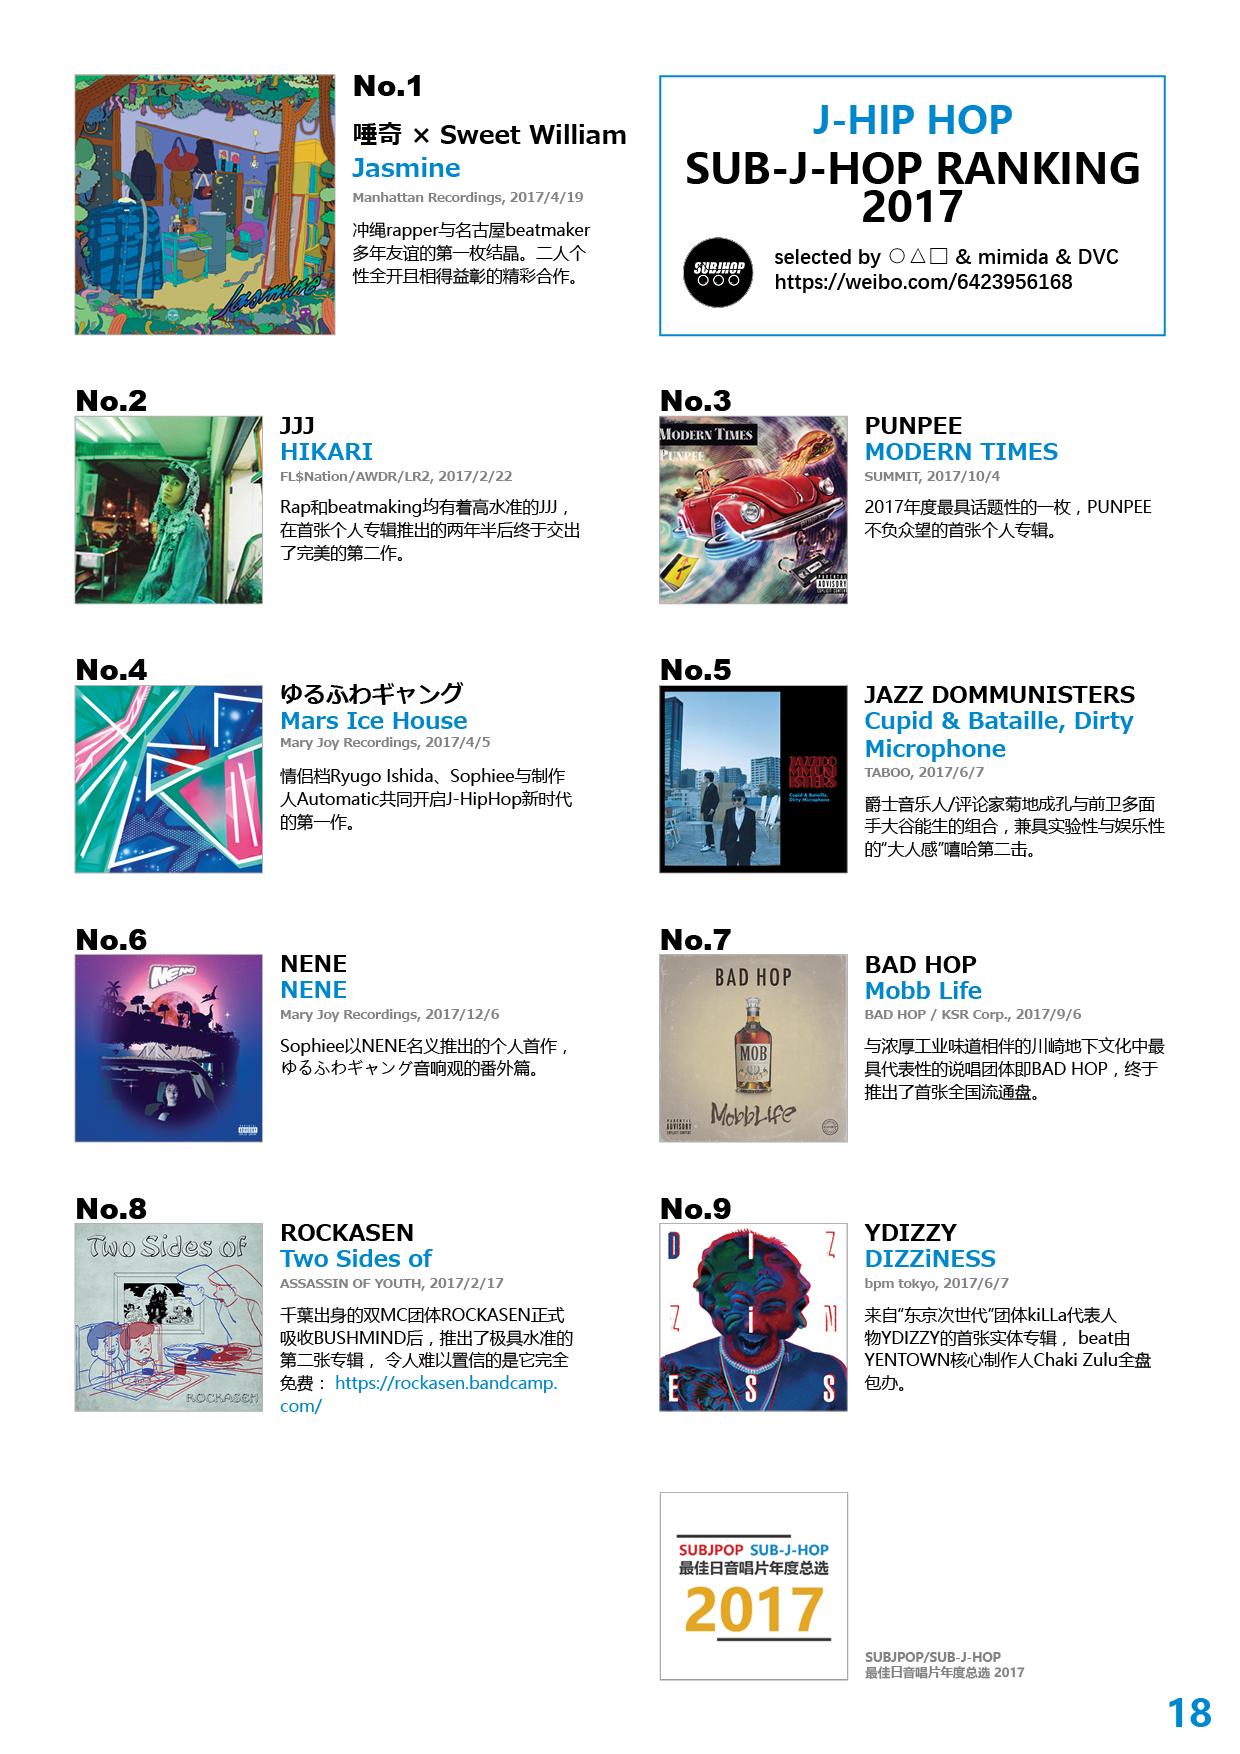 No.1
唾奇 × Sweet William
Jasmine
Manhattan Recordings, 2017/4/19
冲绳rapper与名古屋beatmaker
多年友谊的第一枚结晶。二人个
性全开且相得益彰的精彩合作。
Jasmine
J-HIP HOP
SUB-J-HOP RANKING
2017
SUBJHOP
selected by ○△□ & mimida & DVC
https://weibo.com/6423956168
No.2
JJJ
HIKARI
FL$Nation/AWDR/LR2, 2017/2/22
Rap和beatmaking均有着高水准的JJJ，
在首张个人专辑推出的两年半后终于交出
了完美的第二作。
No.3
MODERN TIMES
PUNPEE
PARENTAL
ADVISORY
EXPLICIT CONTENT
PUNPEE
MODERN TIMES
SUMMIT, 2017/10/4
2017年度最具话题性的一枚，PUNPEE
不负众望的首张个人专辑。
No.4
ゆるふわギャング
Mars Ice House
Mary Joy Recordings, 2017/4/5
情侣档Ryugo Ishida、Sophiee与制作
人Automatic共同开启J-HipHop新时代
的第一作。
No.5
JAZZDO
MMUNI
ISTERS
Cupid & Bataille,
Dirty Microphone
JAZZ DOMMUNISTERS
Cupid & Bataille, Dirty
Microphone
TABOO, 2017/6/7
爵士音乐人/评论家菊地成孔与前卫多面
手大谷能生的组合，兼具实验性与娱乐性
的“大人感”嘻哈第二击。
No.6
NENE
NENE
NENE
Mary Joy Recordings, 2017/12/6
Sophiee以NENE名义推出的个人首作，
ゆるふわギャング音响观的番外篇。
No.7
BAD HOP
MOB
MobbLife
PARENTAL
ADVISORY
EXPLICIT CONTENT
BAD HOP
Mobb Life
BAD HOP / KSR Corp., 2017/9/6
与浓厚工业味道相伴的川崎地下文化中最
具代表性的说唱团体即BAD HOP，终于
推出了首张全国流通盘。
No.8
Two Sides of
ROCKASEN
ROCKASEN
Two Sides of
ASSASSIN OF YOUTH, 2017/2/17
千葉出身的双MC团体ROCKASEN正式
吸收BUSHMIND后，推出了极具水准的
第二张专辑， 令人难以置信的是它完全
免费： https://rockasen.bandcamp.
com/
No.9
D I Z
Z i N
E S S
YDIZZY
DIZZiNESS
bpm tokyo, 2017/6/7
来自“东京次世代”团体kiLLa代表人
物YDIZZY的首张实体专辑， beat由
YENTOWN核心制作人Chaki Zulu全盘
包办。
SUBJPOP SUB-J-HOP
最佳日音唱片年度总选
2017
SUBJPOP/SUB-J-HOP
最佳日音唱片年度总选 2017
18